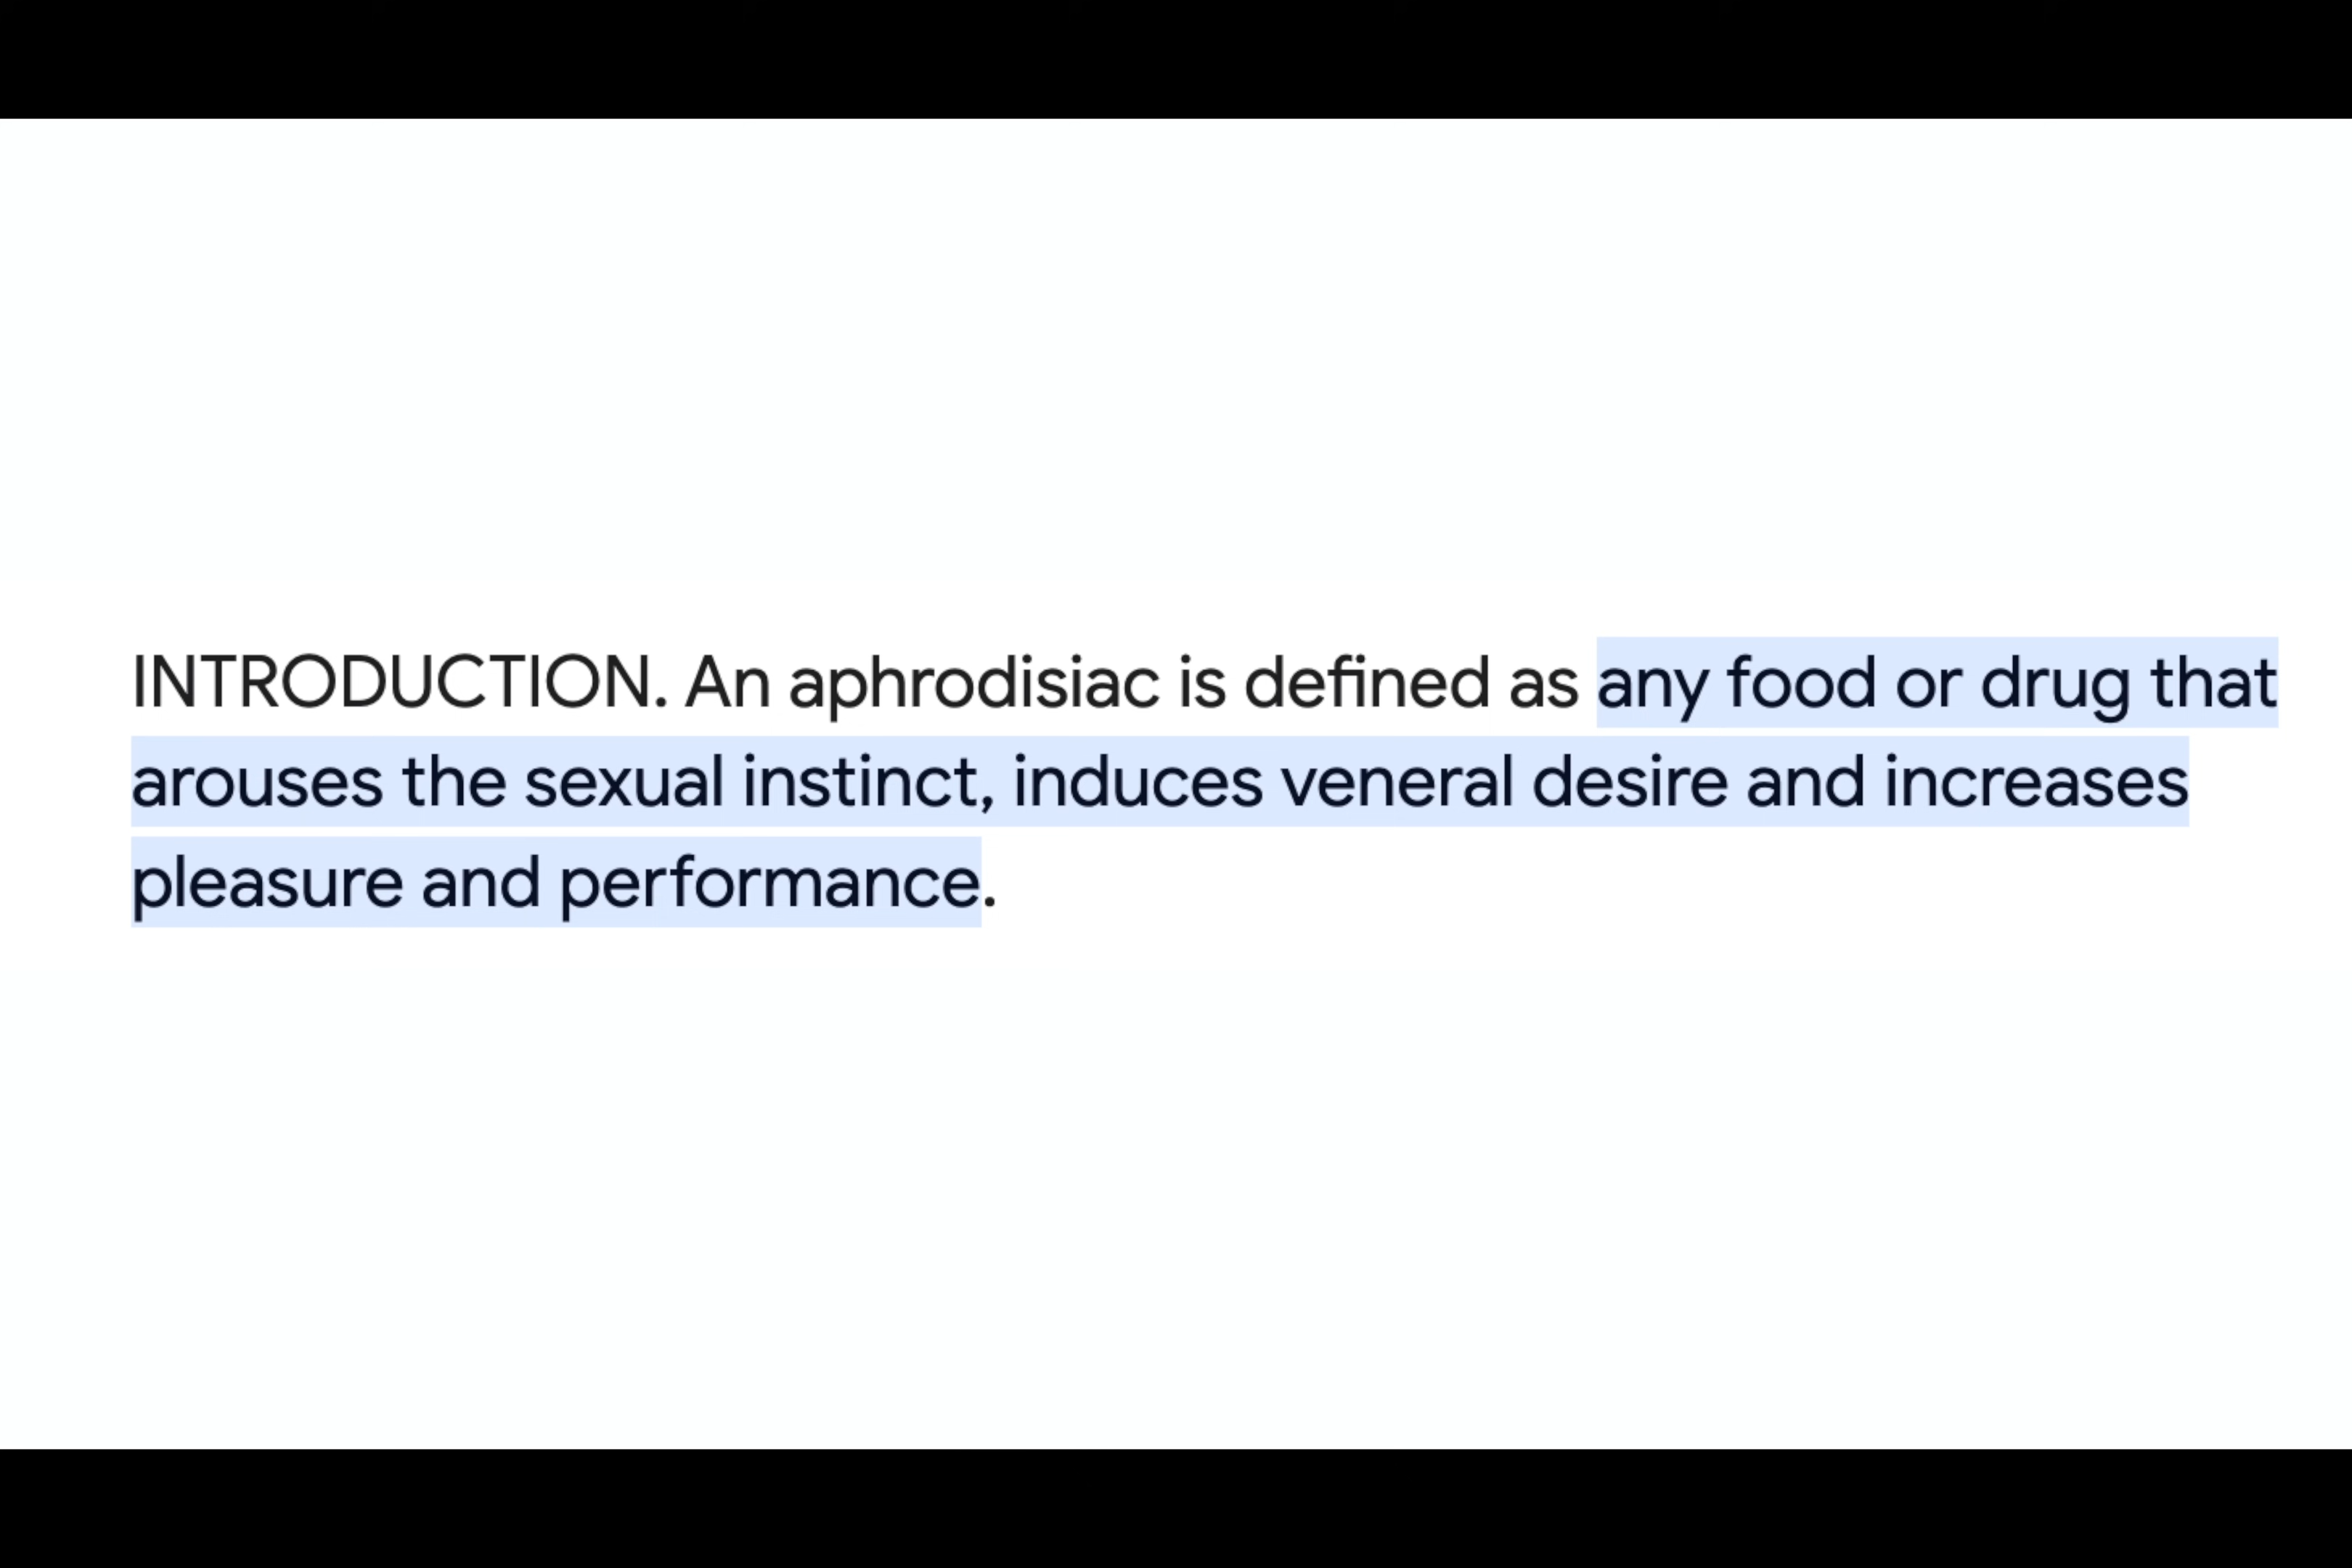 INTRODUCTION. An aphrodisiac is defined as any food or drug that
arouses the sexual instinct, induces veneral desire and increases
pleasure and performance.